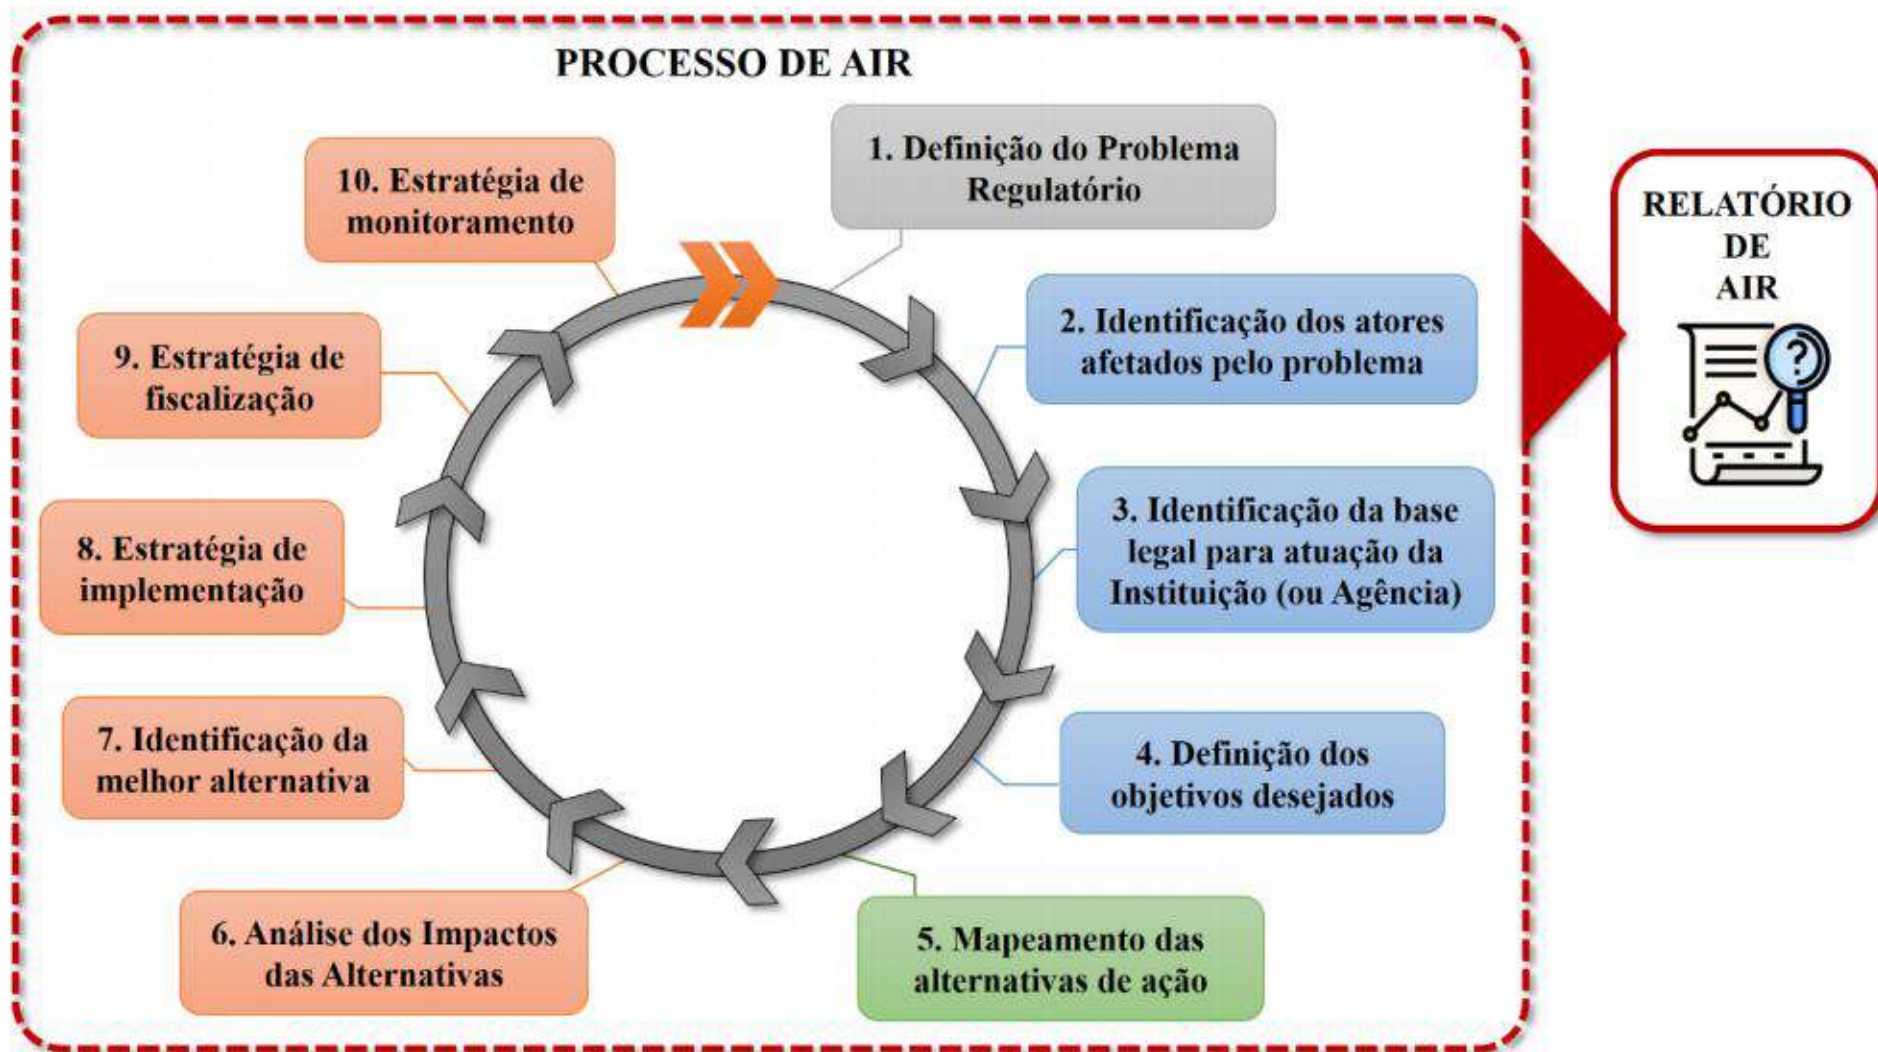 PROCESSO DE AIR
1. Definição do Problema
Regulatório
2. Identificação dos atores
afetados pelo problema
3. Identificação da base
legal para atuação da
Instituição (ou Agência)
4. Definição dos
objetivos desejados
5. Mapeamento das
alternativas de ação
6. Análise dos Impactos
das Alternativas
7. Identificação da
melhor alternativa
8. Estratégia de
implementação
9. Estratégia de
fiscalização
10. Estratégia de
monitoramento
RELATÓRIO
DE
AIR
?